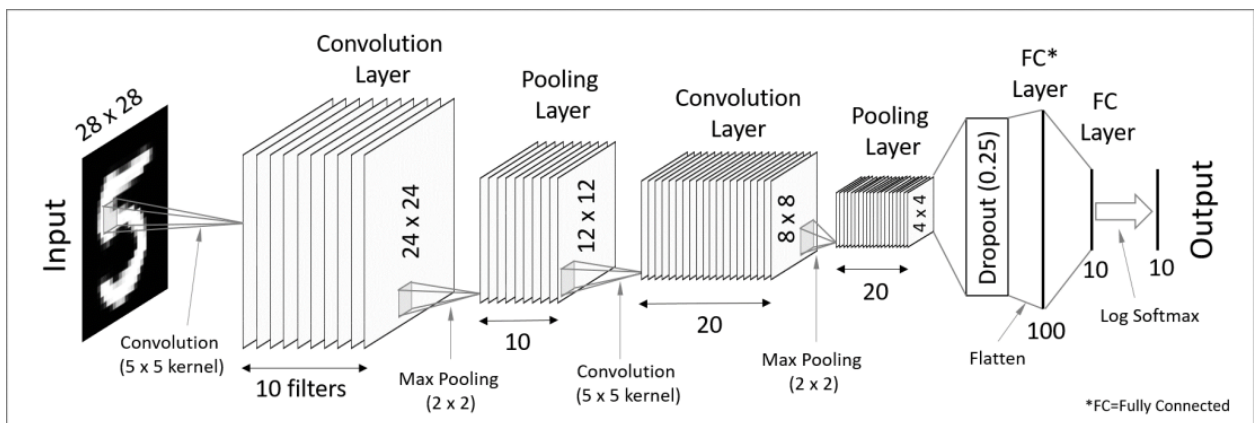 Input
28 x 28
Convolution
(5 x 5 kernel)
Convolution
Layer
24 x 24
10 filters
Max Pooling
(2 x 2)
Pooling
Layer
12 x 12
10
Convolution
(5 x 5 kernel)
Convolution
Layer
8 x 8
20
Max Pooling
(2 x 2)
Pooling
Layer
4 x 4
20
Dropout (0.25)
Flatten
FC*
Layer
100
FC
Layer
10
Log Softmax
10
Output
*FC=Fully Connected